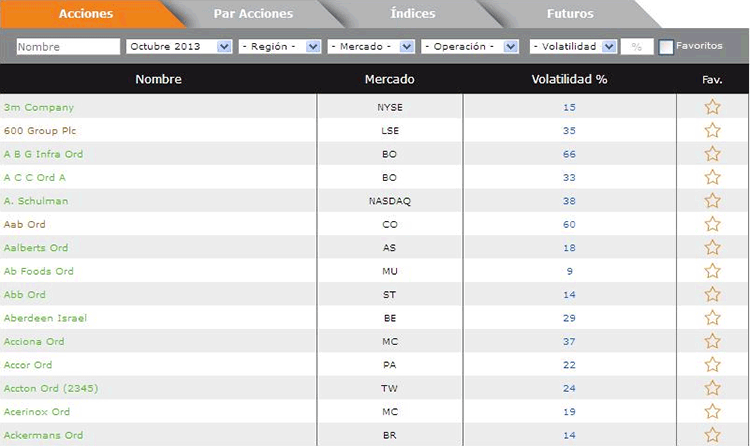 Acciones Par Acciones Índices Futuros
Nombre Octubre 2013 - Región - - Mercado - - Operación - - Volatilidad % Favoritos
Nombre Mercado Volatilidad % Fav.
3m Company NYSE 15
600 Group Plc LSE 35
A B G Infra Ord BO 66
A C C Ord A BO 33
A. Schulman NASDAQ 38
Aab Ord CO 60
Aalberts Ord AS 18
Ab Foods Ord MU 9
Abb Ord ST 14
Aberdeen Israel BE 29
Acciona Ord MC 37
Accor Ord PA 22
Accton Ord (2345) TW 24
Acerinox Ord MC 19
Ackermans Ord BR 14